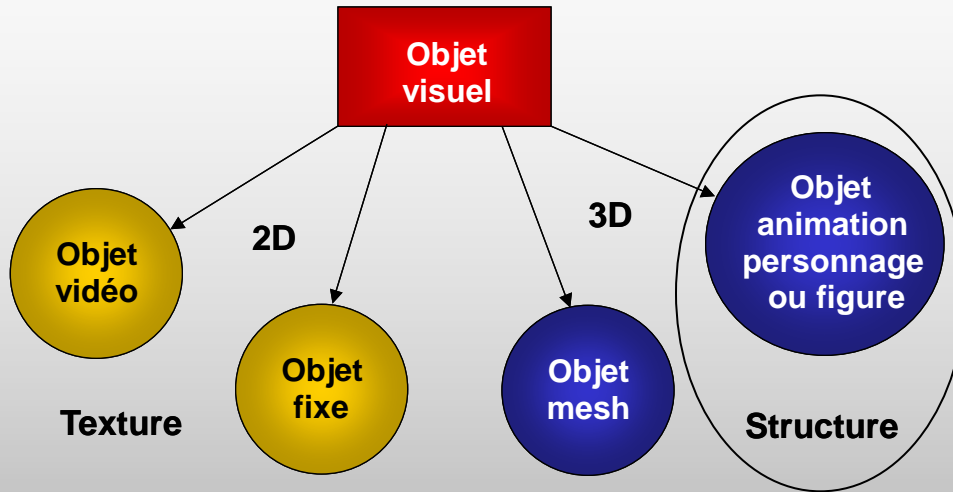 Objet
visuel
2D
3D
Objet
vidéo
Objet
fixe
Objet
mesh
Objet
animation
personnage
ou figure
Texture
Structure